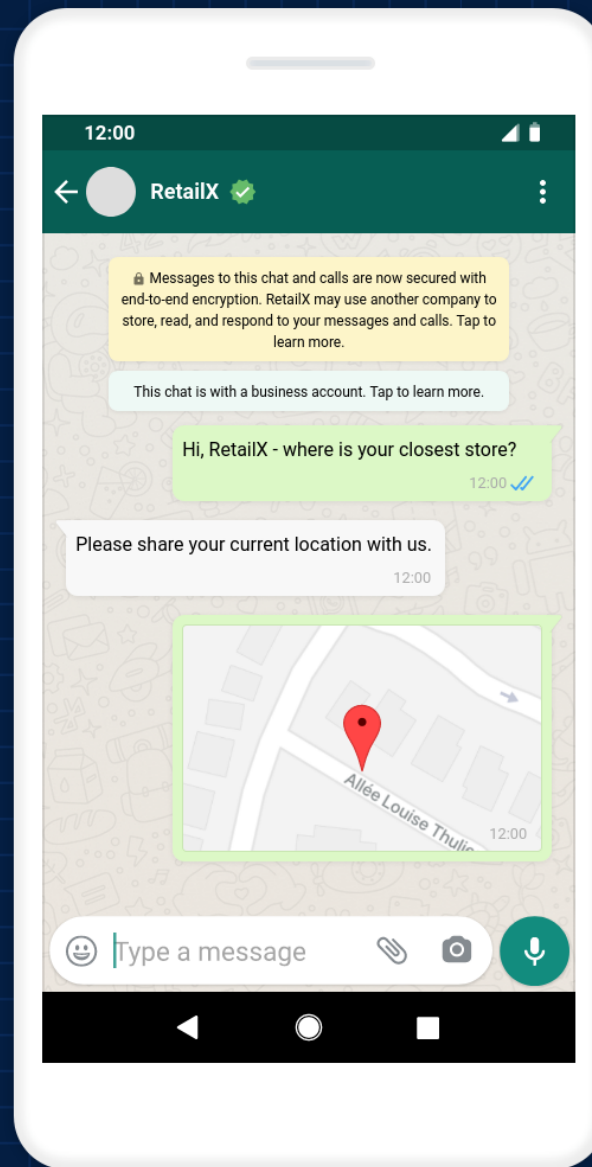 12:00
RetailX
Messages to this chat and calls are now secured with
end-to-end encryption. RetailX may use another company to
store, read, and respond to your messages and calls. Tap to
learn more.
This chat is with a business account. Tap to learn more.
Hi, RetailX - where is your closest store?
12:00
Please share your current location with us.
12:00
Allée Louise
12:00
Type a message